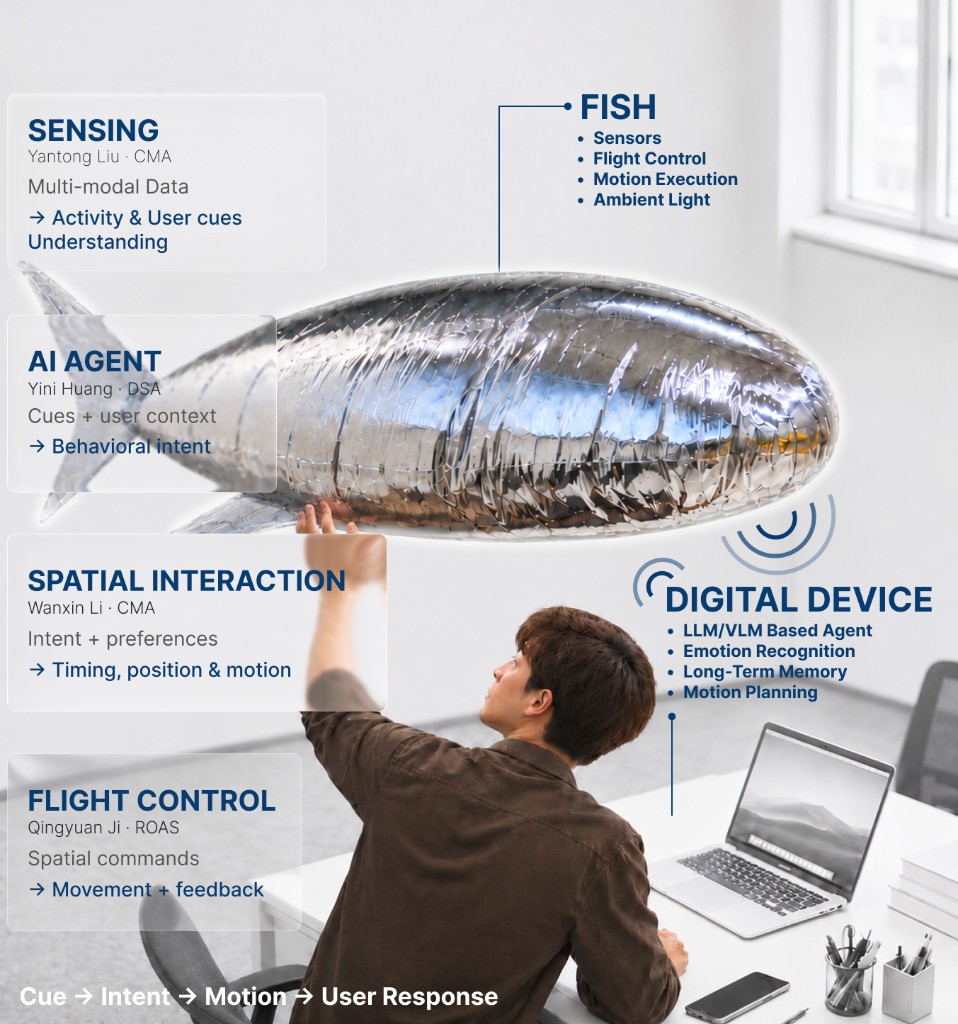 SENSING
Yantong Liu · CMA
Multi-modal Data
→ Activity & User cues
Understanding
AI AGENT
Yini Huang · DSA
Cues + user context
→ Behavioral intent
SPATIAL INTERACTION
Wanxin Li · CMA
Intent + preferences
→ Timing, position & motion
FLIGHT CONTROL
Qingyuan Ji · ROAS
Spatial commands
→ Movement + feedback
FISH
• Sensors
• Flight Control
• Motion Execution
• Ambient Light
DIGITAL DEVICE
• LLM/VLM Based Agent
• Emotion Recognition
• Long-Term Memory
• Motion Planning
Cue → Intent → Motion → User Response